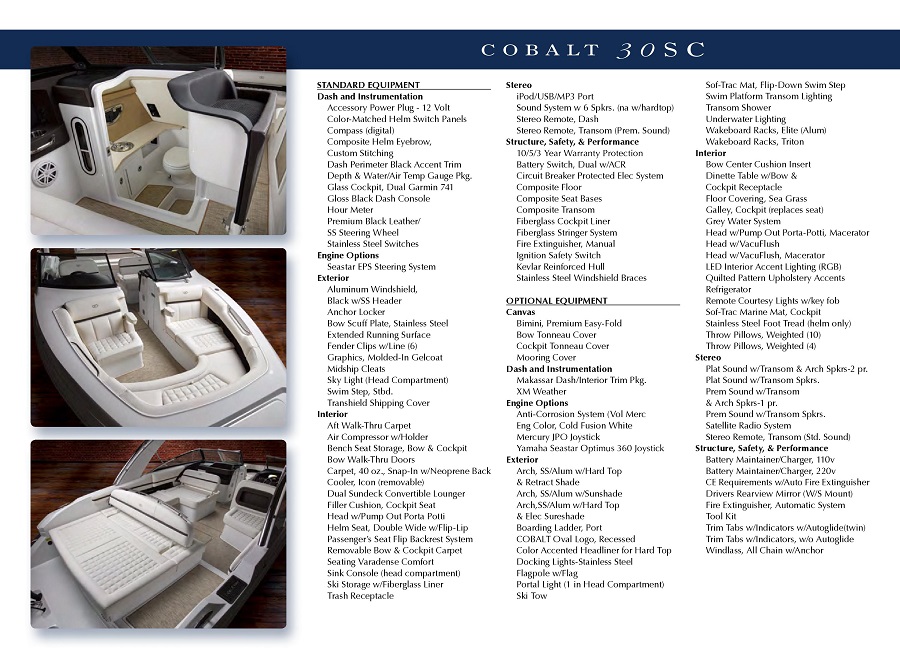 COBALT 30SC
STANDARD EQUIPMENT
Dash and Instrumentation
Accessory Power Plug - 12 Volt
Color-Matched Helm Switch Panels
Compass (digital)
Composite Helm Eyebrow,
Custom Stitching
Dash Perimeter Black Accent Trim
Depth & Water/Air Temp Gauge Pkg.
Glass Cockpit, Dual Garmin 741
Gloss Black Dash Console
Hour Meter
Premium Black Leather/
SS Steering Wheel
Stainless Steel Switches
Engine Options
Seastar EPS Steering System
Exterior
Aluminum Windshield,
Black w/SS Header
Anchor Locker
Bow Scuff Plate, Stainless Steel
Extended Running Surface
Fender Clips w/Line (6)
Graphics, Molded-In Gelcoat
Midship Cleats
Sky Light (Head Compartment)
Swim Step, Stbd.
Transhield Shipping Cover
Interior
Aft Walk-Thru Carpet
Air Compressor w/Holder
Bench Seat Storage, Bow & Cockpit
Bow Walk-Thru Doors
Carpet, 40 oz., Snap-In w/Neoprene Back
Cooler, Icon (removable)
Dual Sundeck Convertible Lounger
Filler Cushion, Cockpit Seat
Head w/Pump Out Porta Potti
Helm Seat, Double Wide w/Flip-Lip
Passenger's Seat Flip Backrest System
Removable Bow & Cockpit Carpet
Seating Varadense Comfort
Sink Console (head compartment)
Ski Storage w/Fiberglass Liner
Trash Receptacle
Stereo
iPod/USB/MP3 Port
Sound System w 6 Spkrs. (na w/hardtop)
Stereo Remote, Dash
Stereo Remote, Transom (Prem. Sound)
Structure, Safety, & Performance
10/5/3 Year Warranty Protection
Battery Switch, Dual w/ACR
Circuit Breaker Protected Elec System
Composite Floor
Composite Seat Bases
Composite Transom
Fiberglass Cockpit Liner
Fiberglass Stringer System
Fire Extinguisher, Manual
Ignition Safety Switch
Kevlar Reinforced Hull
Stainless Steel Windshield Braces
OPTIONAL EQUIPMENT
Canvas
Bimini, Premium Easy-Fold
Bow Tonneau Cover
Cockpit Tonneau Cover
Mooring Cover
Dash and Instrumentation
Makassar Dash/Interior Trim Pkg.
XM Weather
Engine Options
Anti-Corrosion System (Vol Merc
Eng Color, Cold Fusion White
Mercury JPO Joystick
Yamaha Seastar Optimus 360 Joystick
Exterior
Arch, SS/Alum w/Hard Top
& Retract Shade
Arch, SS/Alum w/Sunshade
Arch,SS/Alum w/Hard Top
& Elec Sureshade
Boarding Ladder, Port
COBALT Oval Logo, Recessed
Color Accented Headliner for Hard Top
Docking Lights-Stainless Steel
Flagpole w/Flag
Portal Light (1 in Head Compartment)
Ski Tow
Sof-Trac Mat, Flip-Down Swim Step
Swim Platform Transom Lighting
Transom Shower
Underwater Lighting
Wakeboard Racks, Elite (Alum)
Wakeboard Racks, Triton
Interior
Bow Center Cushion Insert
Dinette Table w/Bow &
Cockpit Receptacle
Floor Covering, Sea Grass
Galley, Cockpit (replaces seat)
Grey Water System
Head w/Pump Out Porta-Potti, Macerator
Head w/VacuFlush
Head w/VacuFlush, Macerator
LED Interior Accent Lighting (RGB)
Quilted Pattern Upholstery Accents
Refrigerator
Remote Courtesy Lights w/key fob
Sof-Trac Marine Mat, Cockpit
Stainless Steel Foot Tread (helm only)
Throw Pillows, Weighted (10)
Throw Pillows, Weighted (4)
Stereo
Plat Sound w/Transom & Arch Spkrs-2 pr.
Plat Sound w/Transom Spkrs.
Prem Sound w/Transom
& Arch Spkrs-1 pr.
Prem Sound w/Transom Spkrs.
Satellite Radio System
Stereo Remote, Transom (Std. Sound)
Structure, Safety, & Performance
Battery Maintainer/Charger, 110v
Battery Maintainer/Charger, 220v
CE Requirements w/Auto Fire Extinguisher
Drivers Rearview Mirror (W/S Mount)
Fire Extinguisher, Automatic System
Tool Kit
Trim Tabs w/Indicators w/Autoglide(twin)
Trim Tabs w/Indicators, w/o Autoglide
Windlass, All Chain w/Anchor